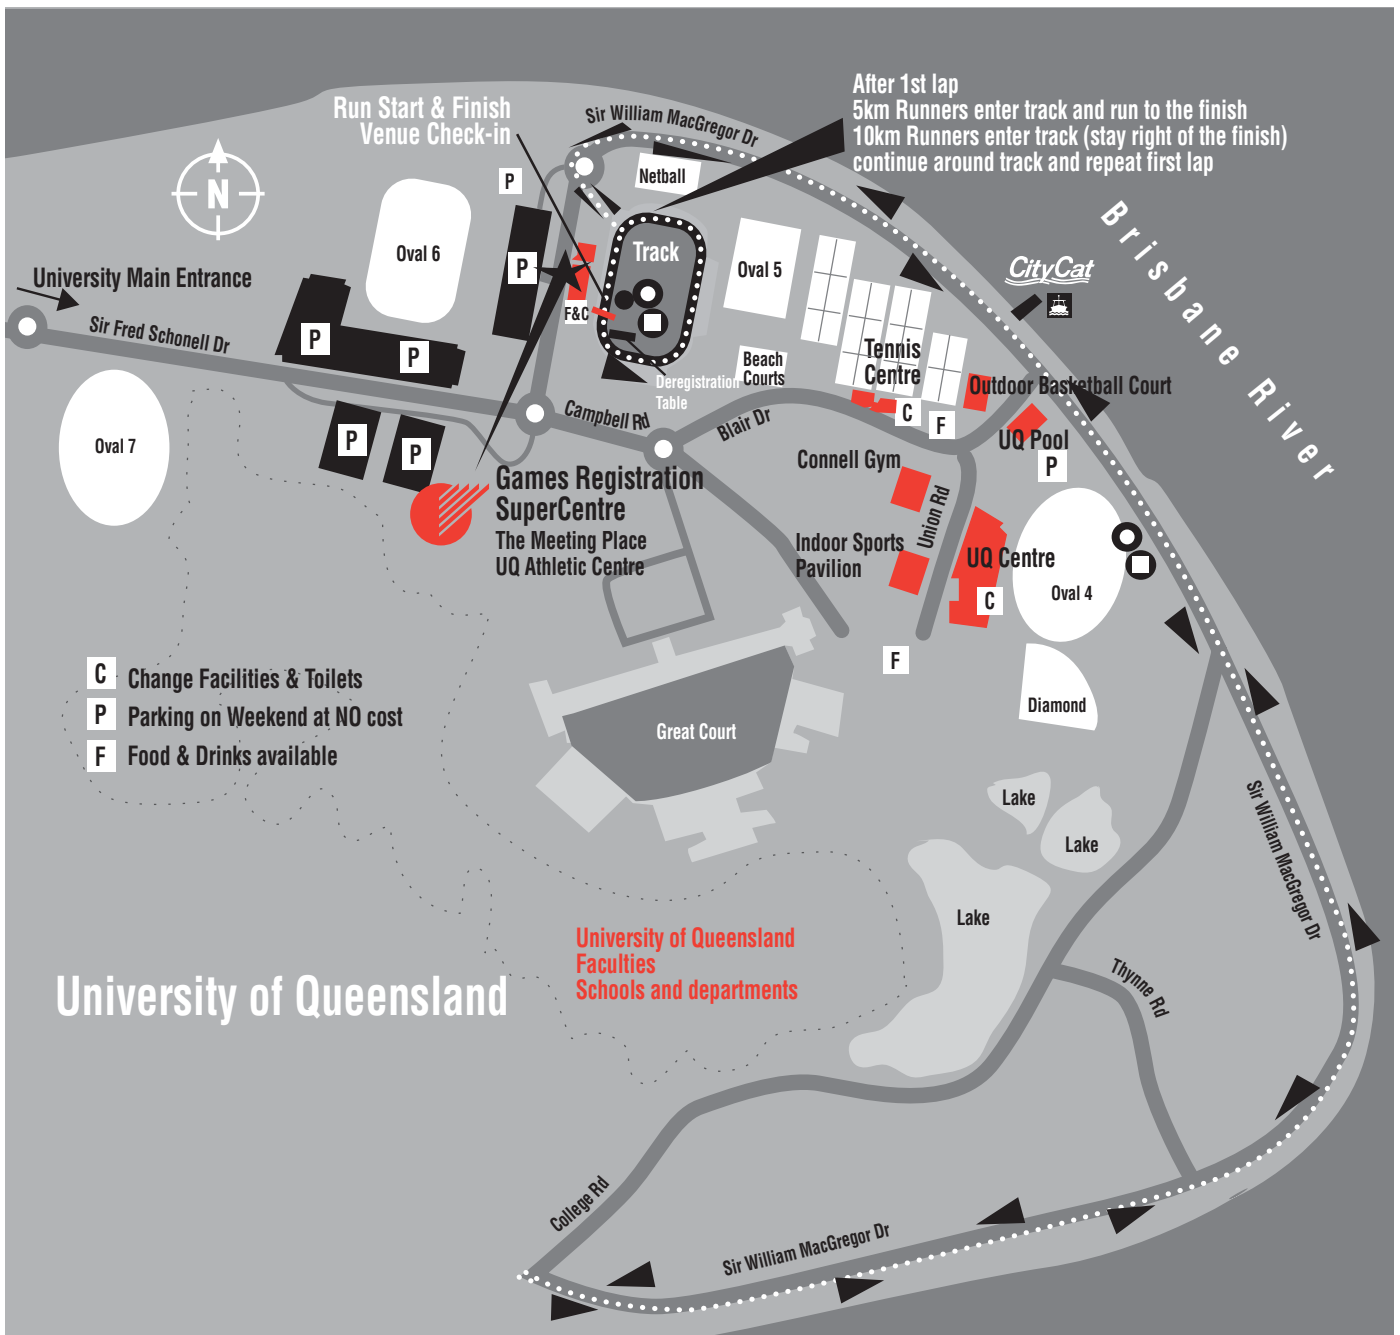 After 1st lap
5km Runners enter track and run to the finish
10km Runners enter track (stay right of the finish)
continue around track and repeat first lap
Run Start & Finish
Venue Check-in
Sir William MacGregor Dr
Netball
P
N
Oval 6
P
Track
Oval 5
CityCat
Brisbane River
University Main Entrance
Sir Fred Schonell Dr
P
P
F&C
Deregistration
Table
Beach
Courts
Tennis
Centre
Outdoor Basketball Court
C
F
UQ Pool
P
Campbell Rd
Blair Dr
Oval 7
P
P
Connell Gym
Union Rd
Games Registration
SuperCentre
The Meeting Place
UQ Athletic Centre
Indoor Sports
Pavilion
UQ Centre
C
Oval 4
F
C Change Facilities & Toilets
P Parking on Weekend at NO cost
F Food & Drinks available
Great Court
Diamond
Lake
Lake
Lake
Sir William MacGregor Dr
University of Queensland
Faculties
Schools and departments
University of Queensland
Thynne Rd
College Rd
Sir William MacGregor Dr